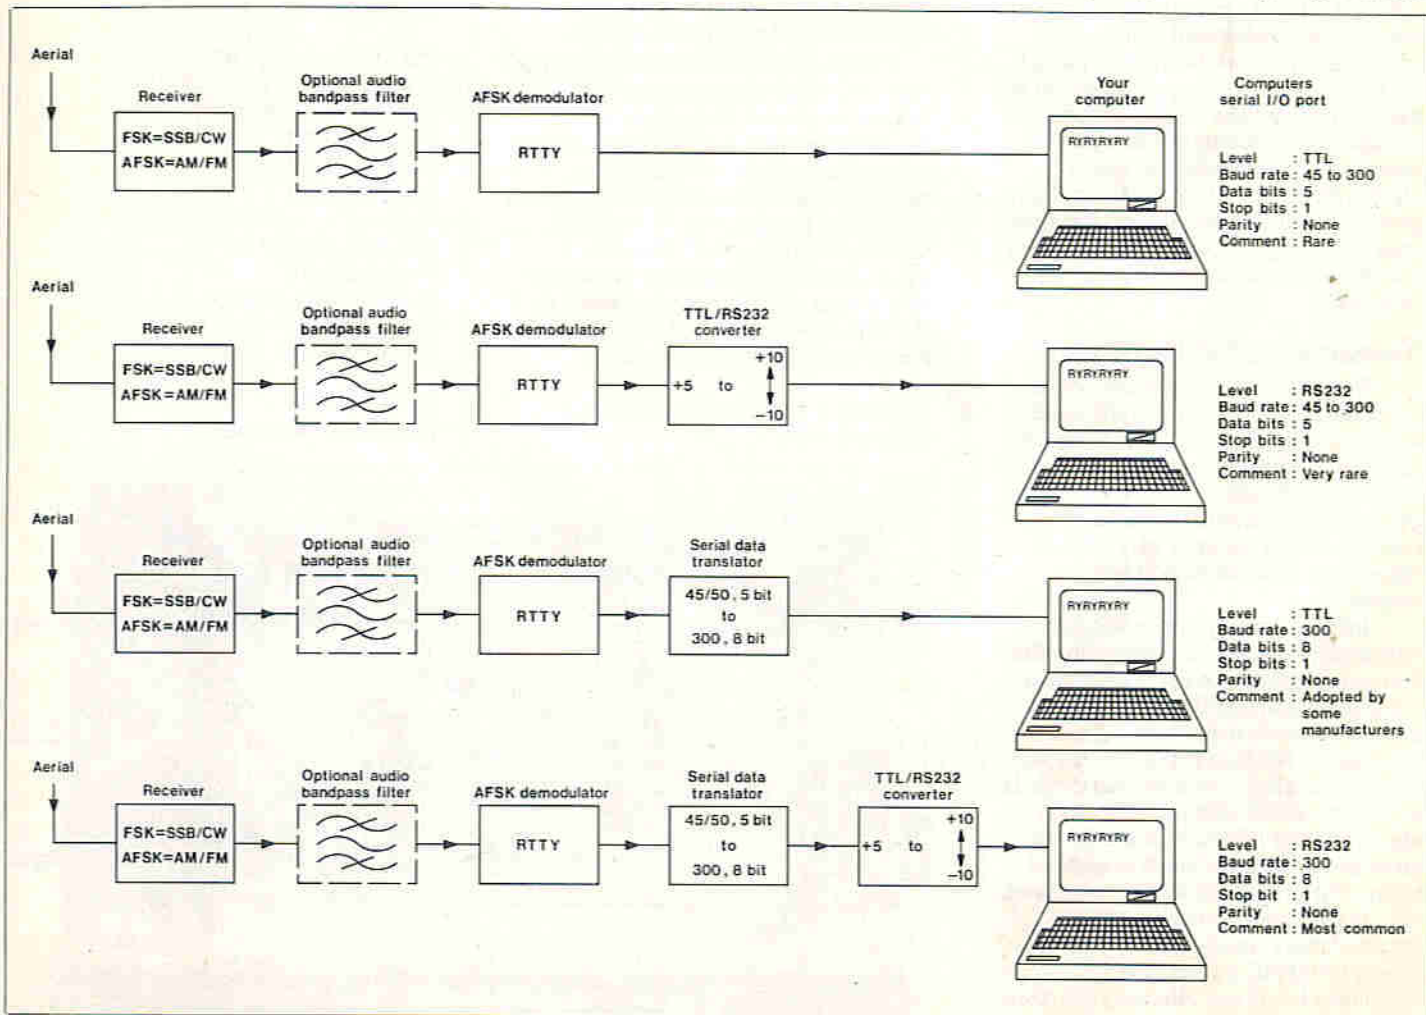 Aerial
Receiver
FSK=SSB/CW
AFSK=AM/FM
Optional audio
bandpass filter
AFSK demodulator
RTTY
Your
computer
RYRYRYRY
Computers
serial I/O port
Level : TTL
Baud rate : 45 to 300
Data bits : 5
Stop bits : 1
Parity : None
Comment : Rare
Aerial
Receiver
FSK=SSB/CW
AFSK=AM/FM
Optional audio
bandpass filter
AFSK demodulator
RTTY
TTL/RS232
converter
+10
+5 to
-10
RYRYRYRY
Level : RS232
Baud rate : 45 to 300
Data bits : 5
Stop bits : 1
Parity : None
Comment : Very rare
Aerial
Receiver
FSK=SSB/CW
AFSK=AM/FM
Optional audio
bandpass filter
AFSK demodulator
RTTY
Serial data
translator
45/50, 5 bit
to
300, 8 bit
RYRYRYRY
Level : TTL
Baud rate : 300
Data bits : 8
Stop bits : 1
Parity : None
Comment : Adopted by
some
manufacturers
Aerial
Receiver
FSK=SSB/CW
AFSK=AM/FM
Optional audio
bandpass filter
AFSK demodulator
RTTY
Serial data
translator
45/50, 5 bit
to
300, 8 bit
TTL/RS232
converter
+10
+5 to
-10
RYRYRYRY
Level : RS232
Baud rate : 300
Data bits : 8
Stop bit : 1
Parity : None
Comment : Most common